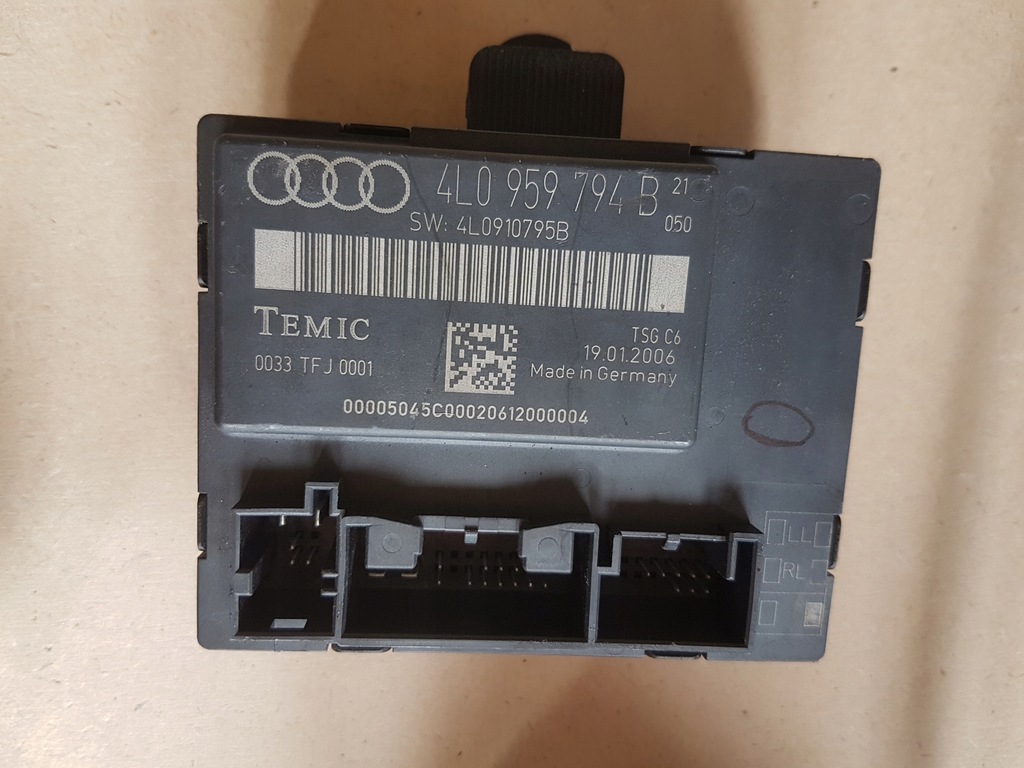 4L0 959 794 B 21
SW: 4L0910795B 050
TEMIC
TSG C6
19.01.2006
0033 TFJ 0001
Made in Germany
00005045C00020612000004
LL
RL